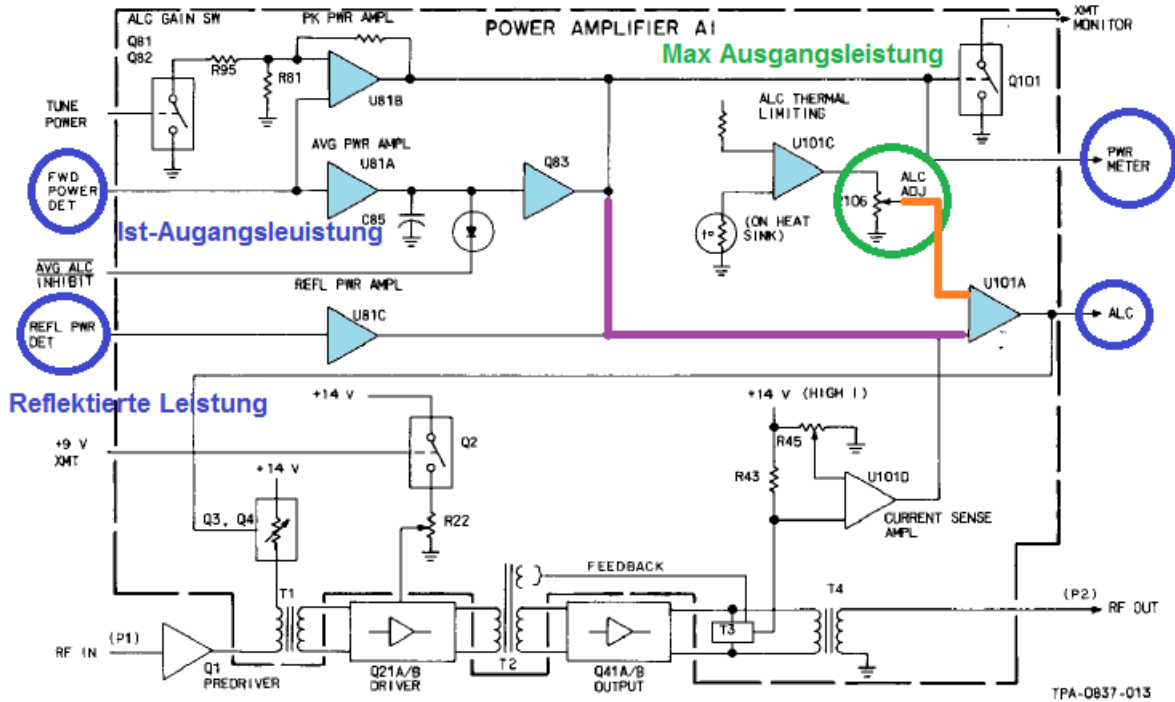 ALC GAIN SW
PK PWR AMPL
POWER AMPLIFIER A1
XMT
MONITOR
Q81
Q82
Max Ausgangsleistung
R95
R81
U81B
Q101
TUNE
POWER
ALC THERMAL
LIMITING
AVG PWR AMPL
U101C
PWR
METER
FWD
POWER
DET
U81A
Q83
ALC
ADJ
C85
106
(ON HEAT
SINK)
t°
Ist-Augangsleuistung
AVG ALC
INHIBIT
REFL PWR AMPL
U101A
REFL PWR
DET
U81C
ALC
Reflektierte Leistung
+14 V
+14 V (HIGH I)
+9 V
XMT
Q2
R45
+14 V
R43
U101D
Q3, Q4
R22
CURRENT SENSE
AMPL
FEEDBACK
T1
T4
(P1)
(P2)
RF IN
T3
RF OUT
Q1
PREDRIVER
Q21A/B
DRIVER
T2
Q41A/B
OUTPUT
TPA-0837-013